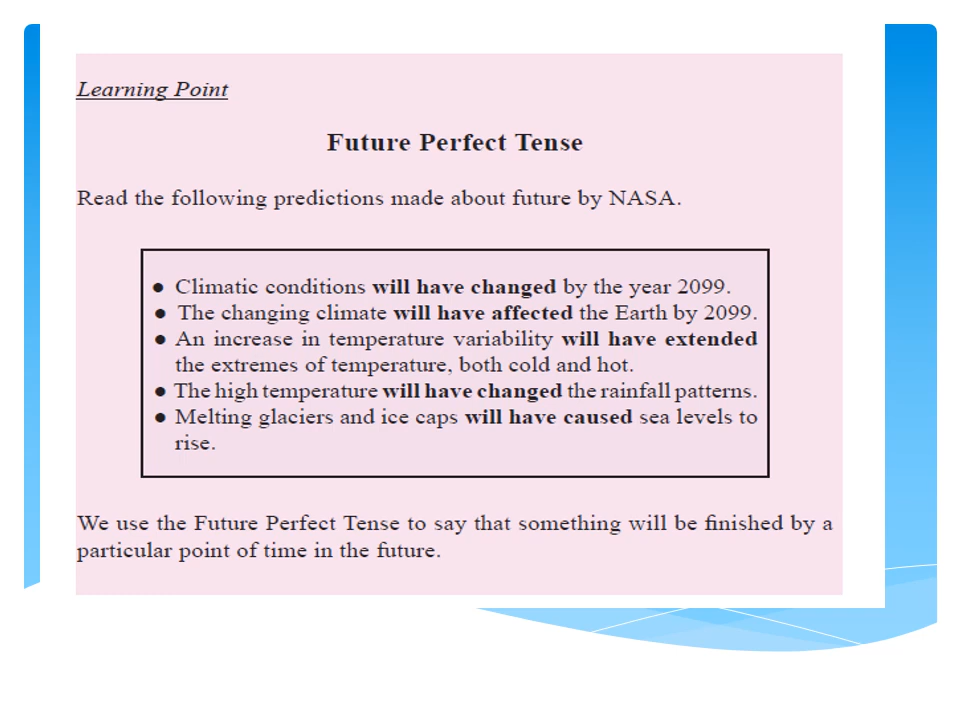 Learning Point
Future Perfect Tense
Read the following predictions made about future by NASA.
● Climatic conditions will have changed by the year 2099.
● The changing climate will have affected the Earth by 2099.
● An increase in temperature variability will have extended
the extremes of temperature, both cold and hot.
● The high temperature will have changed the rainfall patterns.
● Melting glaciers and ice caps will have caused sea levels to
rise.
We use the Future Perfect Tense to say that something will be finished by a
particular point of time in the future.